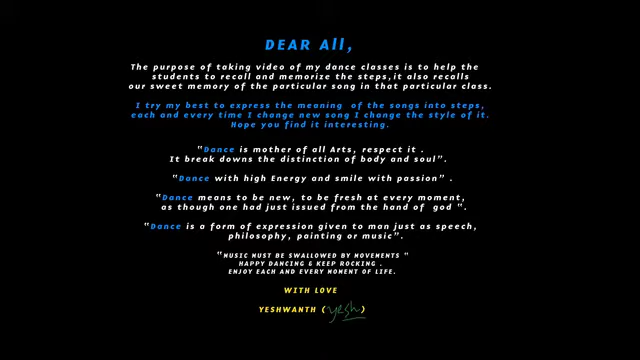 DEAR All,
The purpose of taking video of my dance classes is to help the
students to recall and memorize the steps,it also recalls
our sweet memory of the particular song in that particular class.
I try my best to express the meaning of the songs into steps,
each and every time I change new song I change the style of it.
Hope you find it interesting.
"Dance is mother of all Arts, respect it .
It break downs the distinction of body and soul".
"Dance with high Energy and smile with passion" .
"Dance means to be new, to be fresh at every moment,
as though one had just issued from the hand of god ".
"Dance is a form of expression given to man just as speech,
philosophy, painting or music".
"MUSIC MUST BE SWALLOWED BY MOVEMENTS "
HAPPY DANCING & KEEP ROCKING .
ENJOY EACH AND EVERY MOMENT OF LIFE.
WITH LOVE
YESHWANTH (yesh)